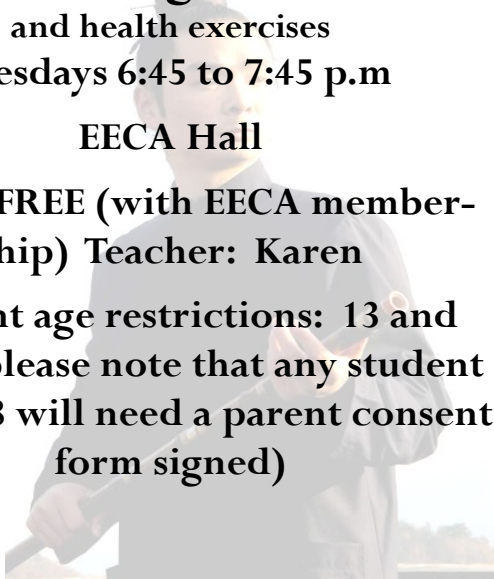 and health exercises
esdays 6:45 to 7:45 p.m
EECA Hall
FREE (with EECA member-
hip) Teacher: Karen
nt age restrictions: 13 and
please note that any student
8 will need a parent consent
form signed)